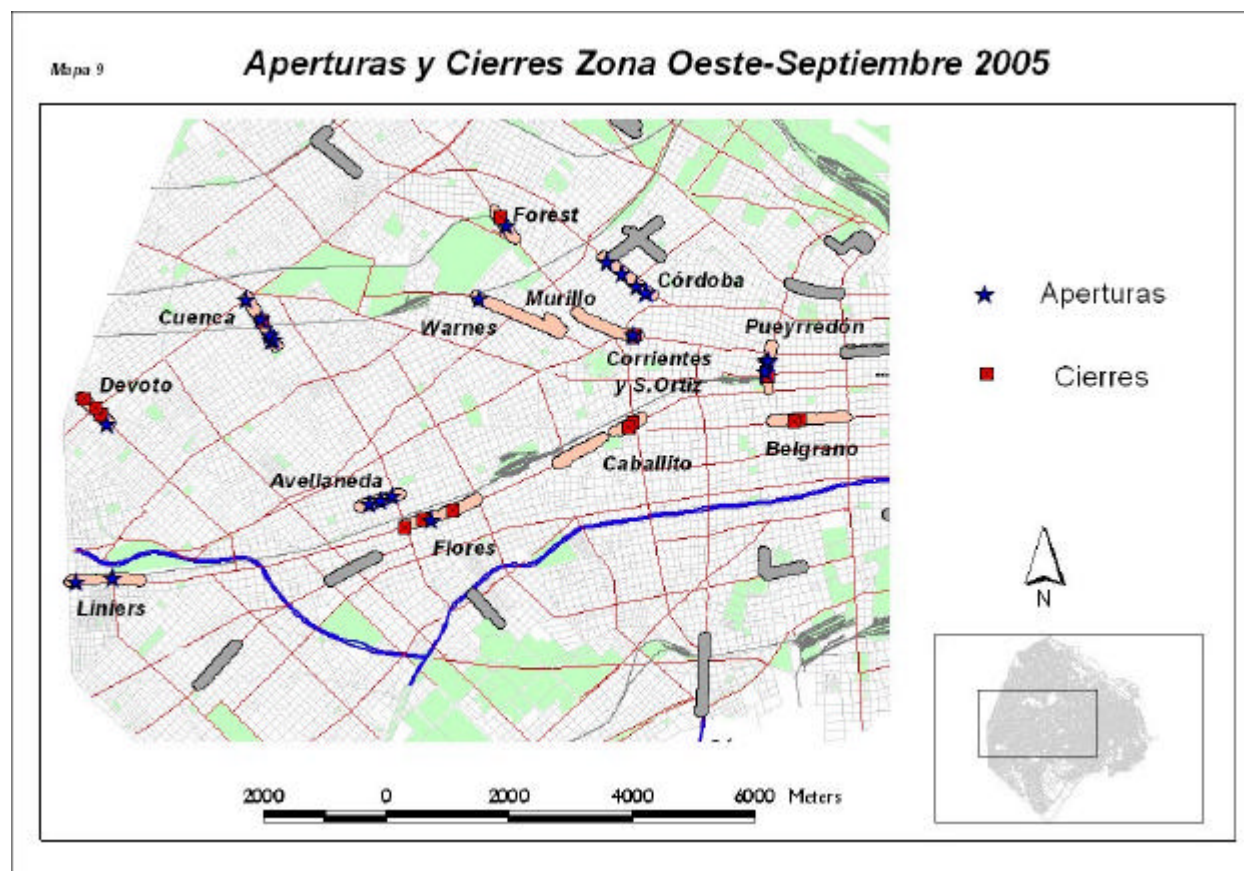 Mapa 9
Aperturas y Cierres Zona Oeste-Septiembre 2005
Forest
Córdoba
Murillo
Cuenca
Warnes
Pueyrredón
Corrientes
y S.Ortiz
Devoto
Belgrano
Caballito
Avellaneda
Flores
Liniers
Aperturas
Cierres
N
2000 0 2000 4000 6000 Meters